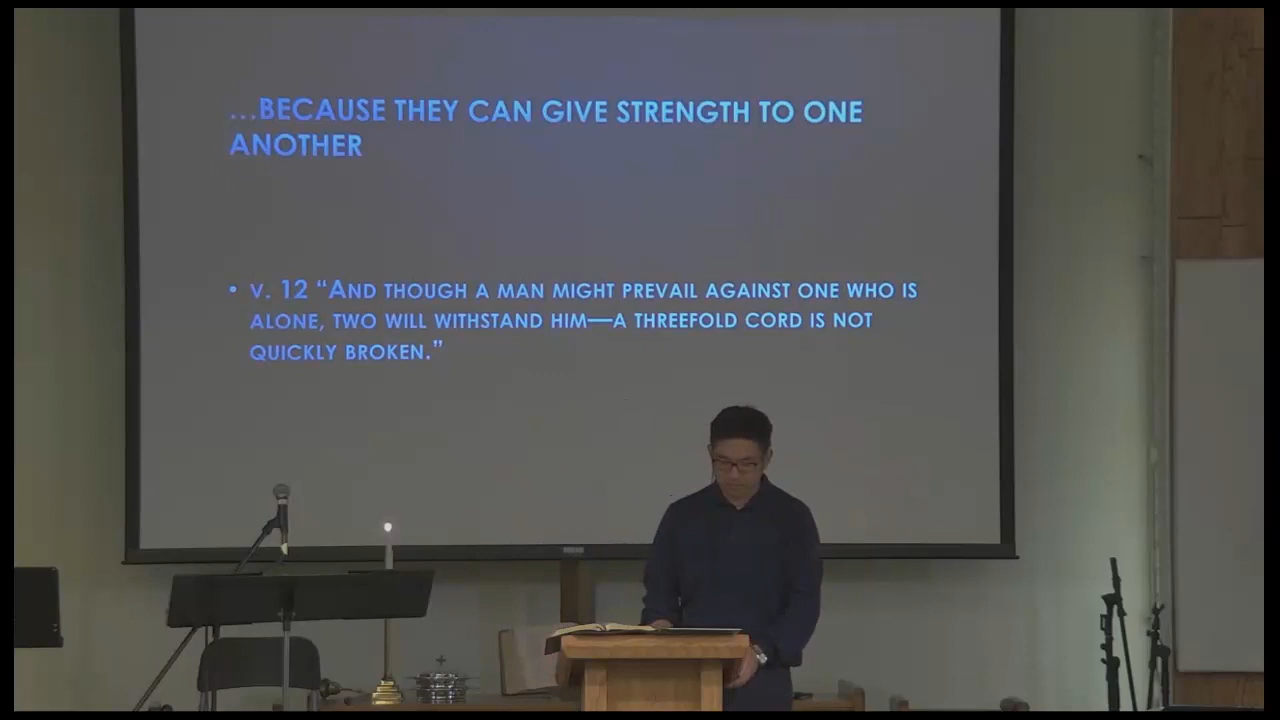 …BECAUSE THEY CAN GIVE STRENGTH TO ONE
ANOTHER
• V. 12 “AND THOUGH A MAN MIGHT PREVAIL AGAINST ONE WHO IS
ALONE, TWO WILL WITHSTAND HIM—A THREEFOLD CORD IS NOT
QUICKLY BROKEN.”